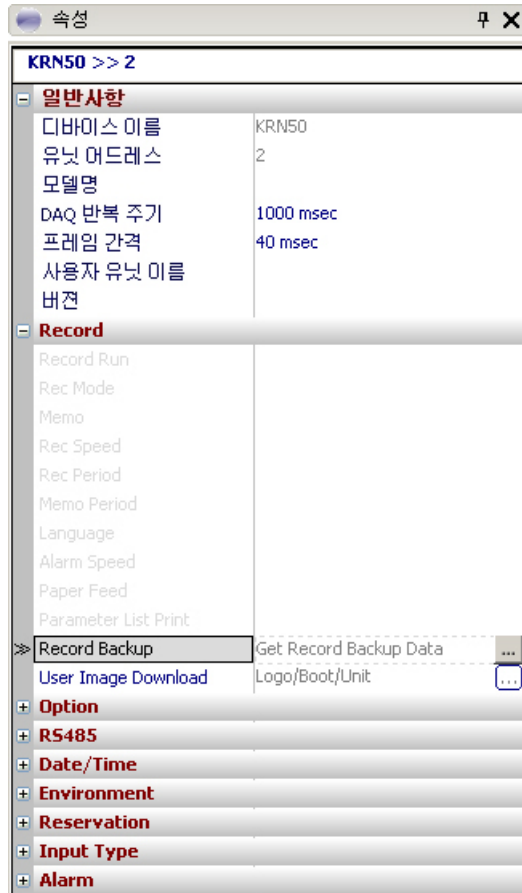 속성
KRN50 >> 2
일반사항
디바이스 이름 KRN50
유닛 어드레스 2
모델명
DAQ 반복 주기 1000 msec
프레임 간격 40 msec
사용자 유닛 이름
버젼
Record
Record Run
Rec Mode
Memo
Rec Speed
Rec Period
Memo Period
Language
Alarm Speed
Paper Feed
Parameter List Print
Record Backup Get Record Backup Data ...
User Image Download Logo/Boot/Unit ...
Option
RS485
Date/Time
Environment
Reservation
Input Type
Alarm